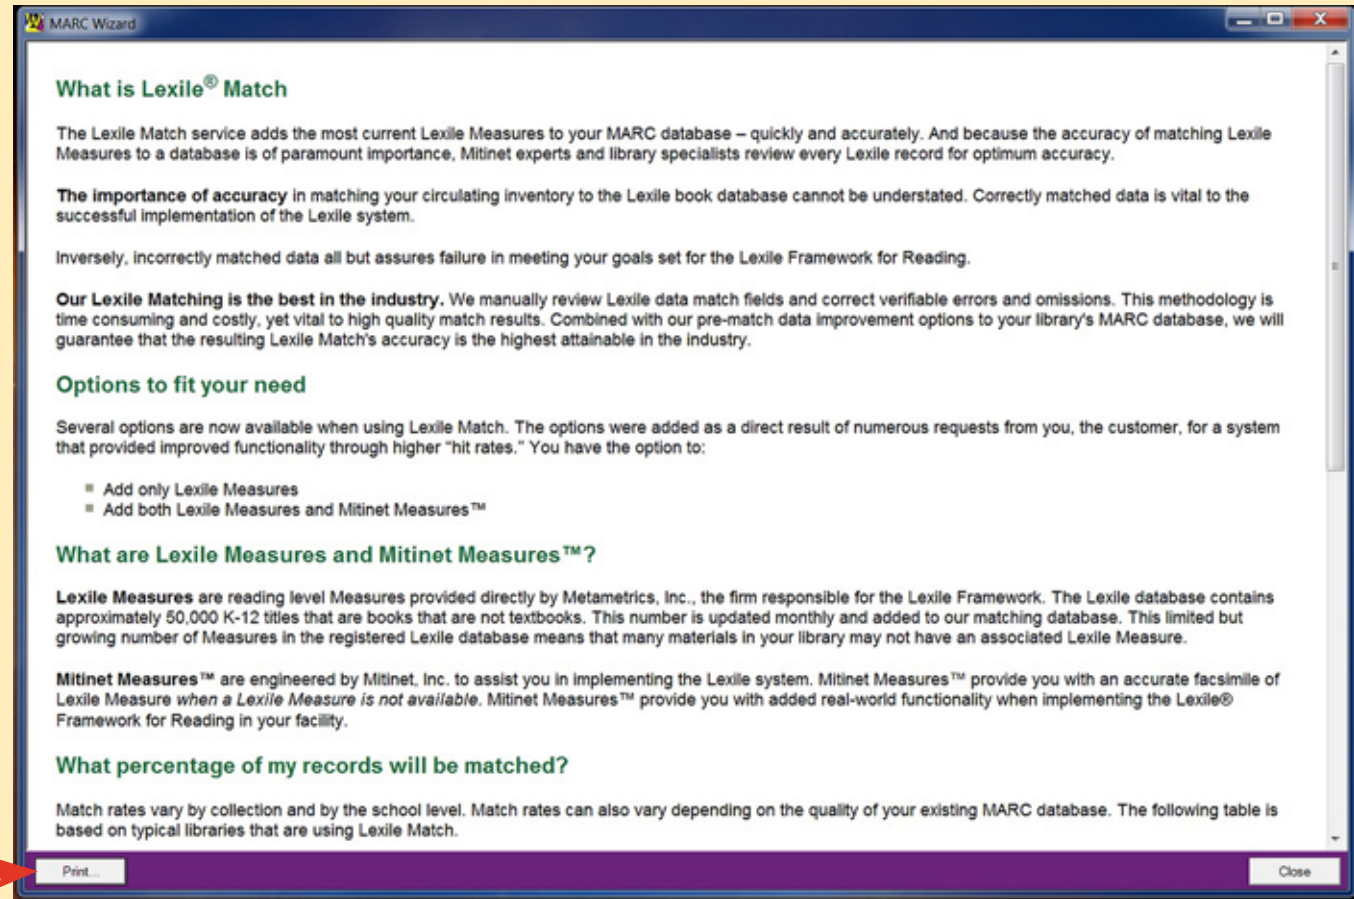 MARC Wizard
What is Lexile® Match
The Lexile Match service adds the most current Lexile Measures to your MARC database – quickly and accurately. And because the accuracy of matching Lexile
Measures to a database is of paramount importance, Mitinet experts and library specialists review every Lexile record for optimum accuracy.
The importance of accuracy in matching your circulating inventory to the Lexile book database cannot be understated. Correctly matched data is vital to the
successful implementation of the Lexile system.
Inversely, incorrectly matched data all but assures failure in meeting your goals set for the Lexile Framework for Reading.
Our Lexile Matching is the best in the industry. We manually review Lexile data match fields and correct verifiable errors and omissions. This methodology is
time consuming and costly, yet vital to high quality match results. Combined with our pre-match data improvement options to your library's MARC database, we will
guarantee that the resulting Lexile Match's accuracy is the highest attainable in the industry.
Options to fit your need
Several options are now available when using Lexile Match. The options were added as a direct result of numerous requests from you, the customer, for a system
that provided improved functionality through higher "hit rates." You have the option to:
Add only Lexile Measures
Add both Lexile Measures and Mitinet Measures™
What are Lexile Measures and Mitinet Measures™?
Lexile Measures are reading level Measures provided directly by Metametrics, Inc., the firm responsible for the Lexile Framework. The Lexile database contains
approximately 50,000 K-12 titles that are books that are not textbooks. This number is updated monthly and added to our matching database. This limited but
growing number of Measures in the registered Lexile database means that many materials in your library may not have an associated Lexile Measure.
Mitinet Measures™ are engineered by Mitinet, Inc. to assist you in implementing the Lexile system. Mitinet Measures™ provide you with an accurate facsimile of
Lexile Measure when a Lexile Measure is not available. Mitinet Measures™ provide you with added real-world functionality when implementing the Lexile®
Framework for Reading in your facility.
What percentage of my records will be matched?
Match rates vary by collection and by the school level. Match rates can also vary depending on the quality of your existing MARC database. The following table is
based on typical libraries that are using Lexile Match.
Print...
Close